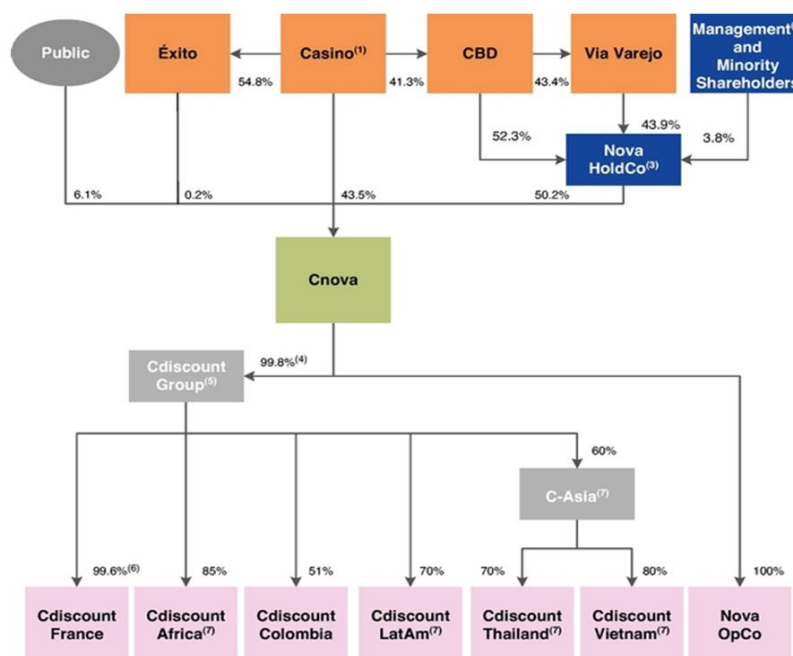 Public
Éxito
Casino(1)
CBD
Via Varejo
Management(
and
Minority
Shareholders
54.8%
41.3%
43.4%
52.3%
43.9%
3.8%
Nova
HoldCo(3)
6.1%
0.2%
43.5%
50.2%
Cnova
99.8%(4)
Cdiscount
Group(5)
60%
C-Asia(7)
99.6%(6)
85%
51%
70%
70%
80%
100%
Cdiscount
France
Cdiscount
Africa(7)
Cdiscount
Colombia
Cdiscount
LatAm(7)
Cdiscount
Thailand(7)
Cdiscount
Vietnam(7)
Nova
OpCo